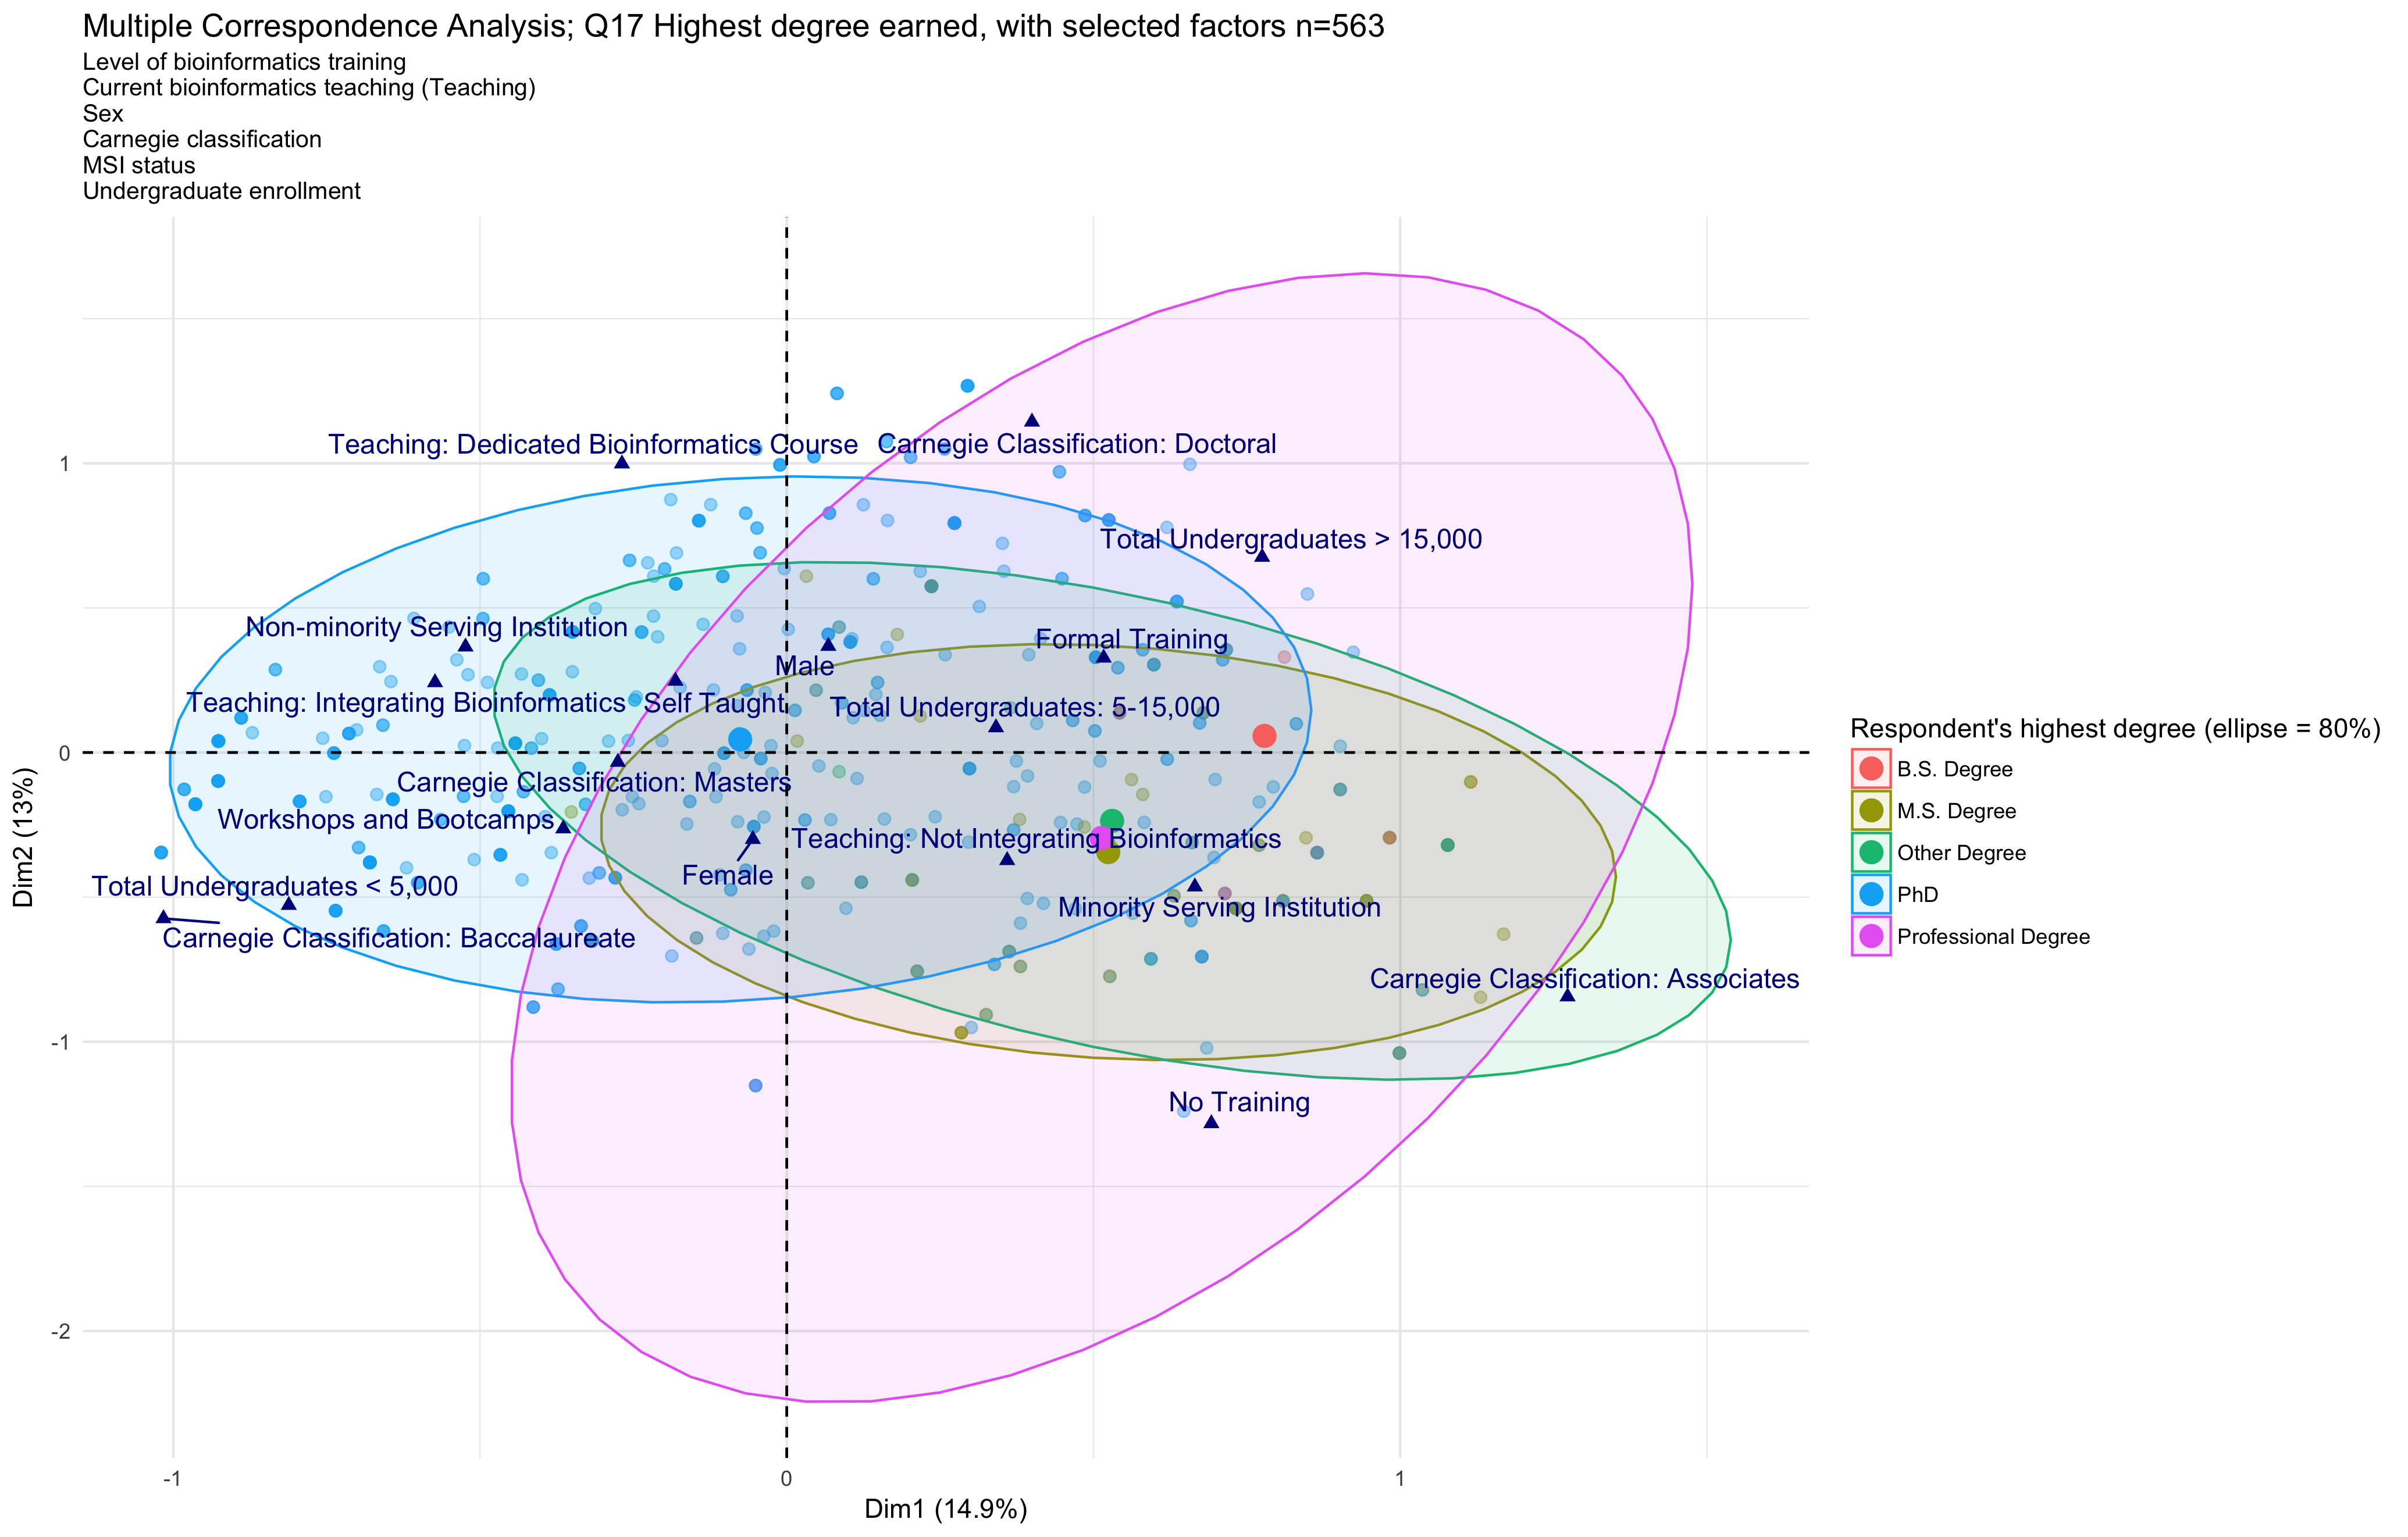 Multiple Correspondence Analysis; Q17 Highest degree earned, with selected factors n=563
Level of bioinformatics training
Current bioinformatics teaching (Teaching)
Sex
Carnegie classification
MSI status
Undergraduate enrollment
Teaching: Dedicated Bioinformatics Course
Carnegie Classification: Doctoral
1
Total Undergraduates > 15,000
Non-minority Serving Institution
Formal Training
Male
Teaching: Integrating Bioinformatics
Self Taught
Total Undergraduates: 5-15,000
0
Carnegie Classification: Masters
Workshops and Bootcamps
Teaching: Not Integrating Bioinformatics
Female
Total Undergraduates < 5,000
Minority Serving Institution
Carnegie Classification: Baccalaureate
Carnegie Classification: Associates
-1
No Training
-2
Dim2 (13%)
-1
0
1
Dim1 (14.9%)
Respondent's highest degree (ellipse = 80%)
B.S. Degree
M.S. Degree
Other Degree
PhD
Professional Degree